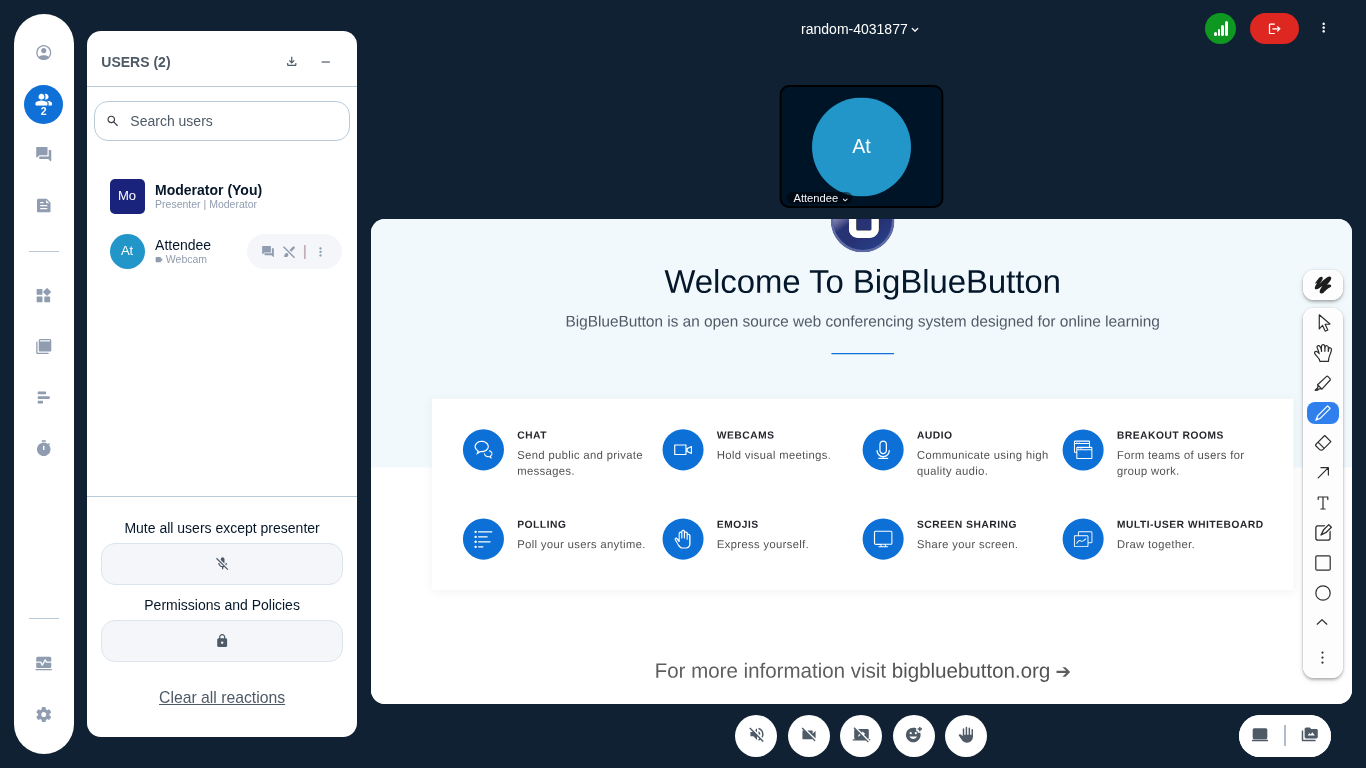 random-4031877
USERS (2)
2
Search users
Mo
Moderator (You)
Presenter | Moderator
At
Attendee
Webcam
Mute all users except presenter
Permissions and Policies
Clear all reactions
At
Attendee
Welcome To BigBlueButton
BigBlueButton is an open source web conferencing system designed for online learning
CHAT
Send public and private
messages.
WEBCAMS
Hold visual meetings.
AUDIO
Communicate using high
quality audio.
BREAKOUT ROOMS
Form teams of users for
group work.
POLLING
Poll your users anytime.
EMOJIS
Express yourself.
SCREEN SHARING
Share your screen.
MULTI-USER WHITEBOARD
Draw together.
For more information visit bigbluebutton.org ➔